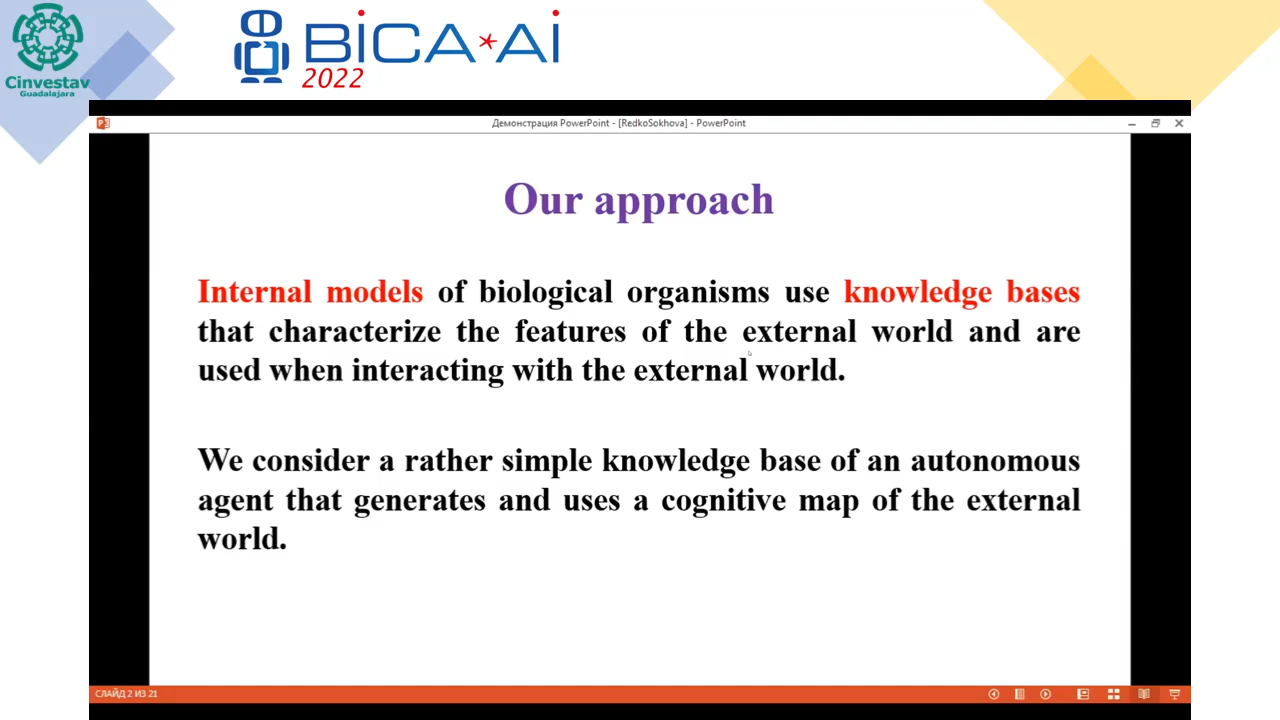 Cinvestav
Guadalajara
BiCA*Ai
2022
Демонстрация PowerPoint - [RedkoSokhova] - PowerPoint
Our approach
Internal models of biological organisms use knowledge bases
that characterize the features of the external world and are
used when interacting with the external world.
We consider a rather simple knowledge base of an autonomous
agent that generates and uses a cognitive map of the external
world.
СЛАЙД 2 ИЗ 21